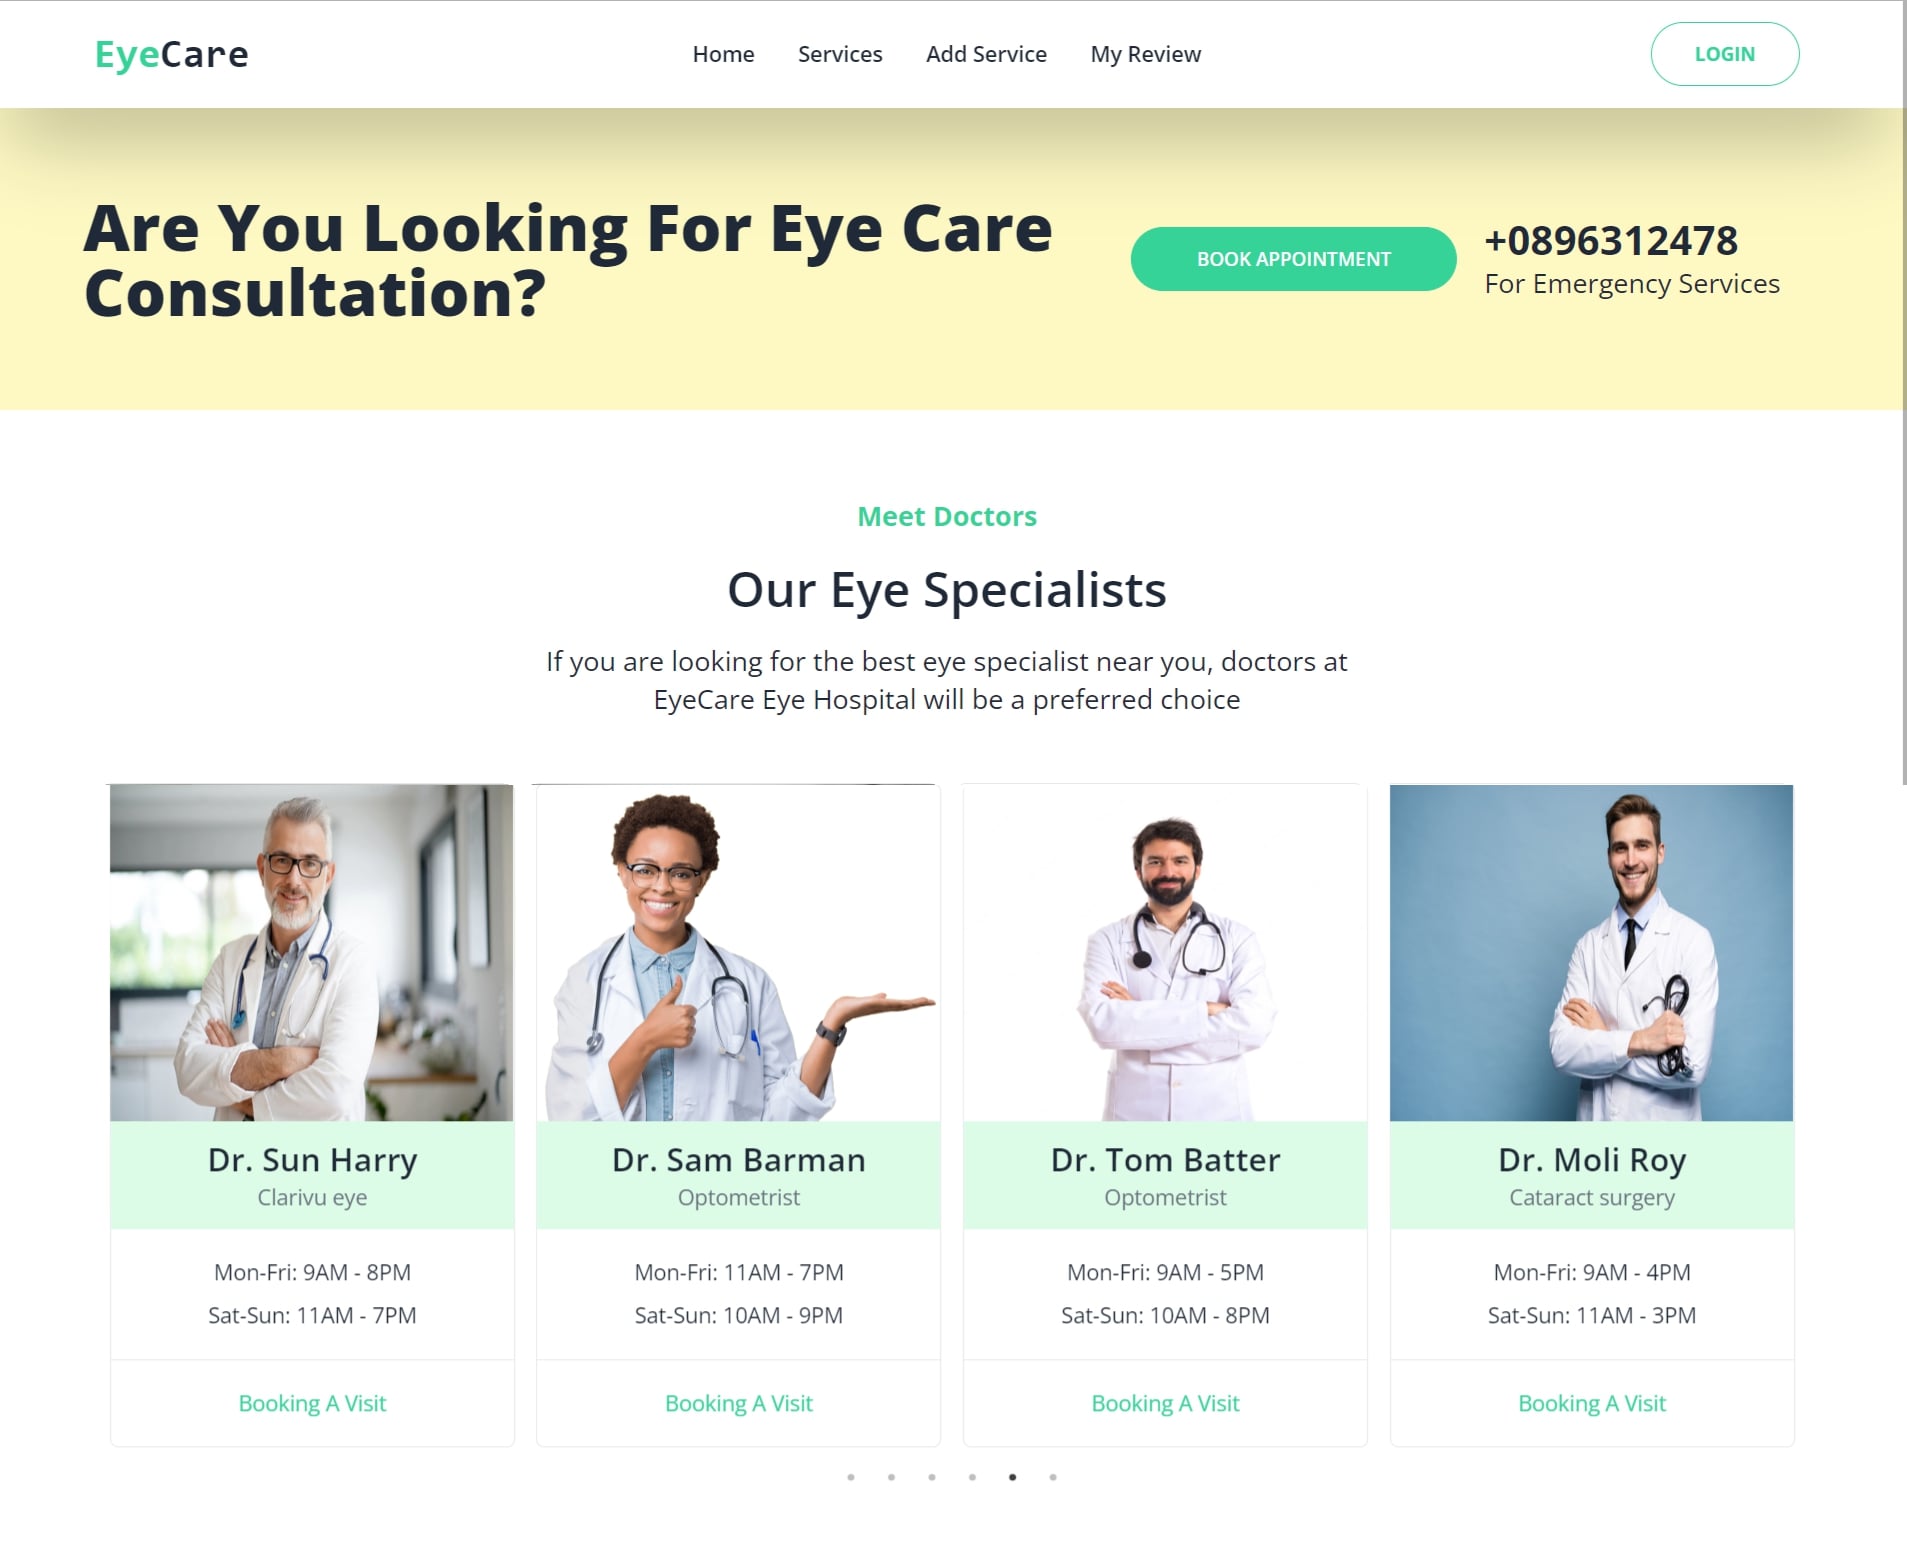 EyeCare
Home Services Add Service My Review
LOGIN
Are You Looking For Eye Care
Consultation?
BOOK APPOINTMENT
+0896312478
For Emergency Services
Meet Doctors
Our Eye Specialists
If you are looking for the best eye specialist near you, doctors at
EyeCare Eye Hospital will be a preferred choice
Dr. Sun Harry
Clarivu eye
Mon-Fri: 9AM - 8PM
Sat-Sun: 11AM - 7PM
Booking A Visit
Dr. Sam Barman
Optometrist
Mon-Fri: 11AM - 7PM
Sat-Sun: 10AM - 9PM
Booking A Visit
Dr. Tom Batter
Optometrist
Mon-Fri: 9AM - 5PM
Sat-Sun: 10AM - 8PM
Booking A Visit
Dr. Moli Roy
Cataract surgery
Mon-Fri: 9AM - 4PM
Sat-Sun: 11AM - 3PM
Booking A Visit